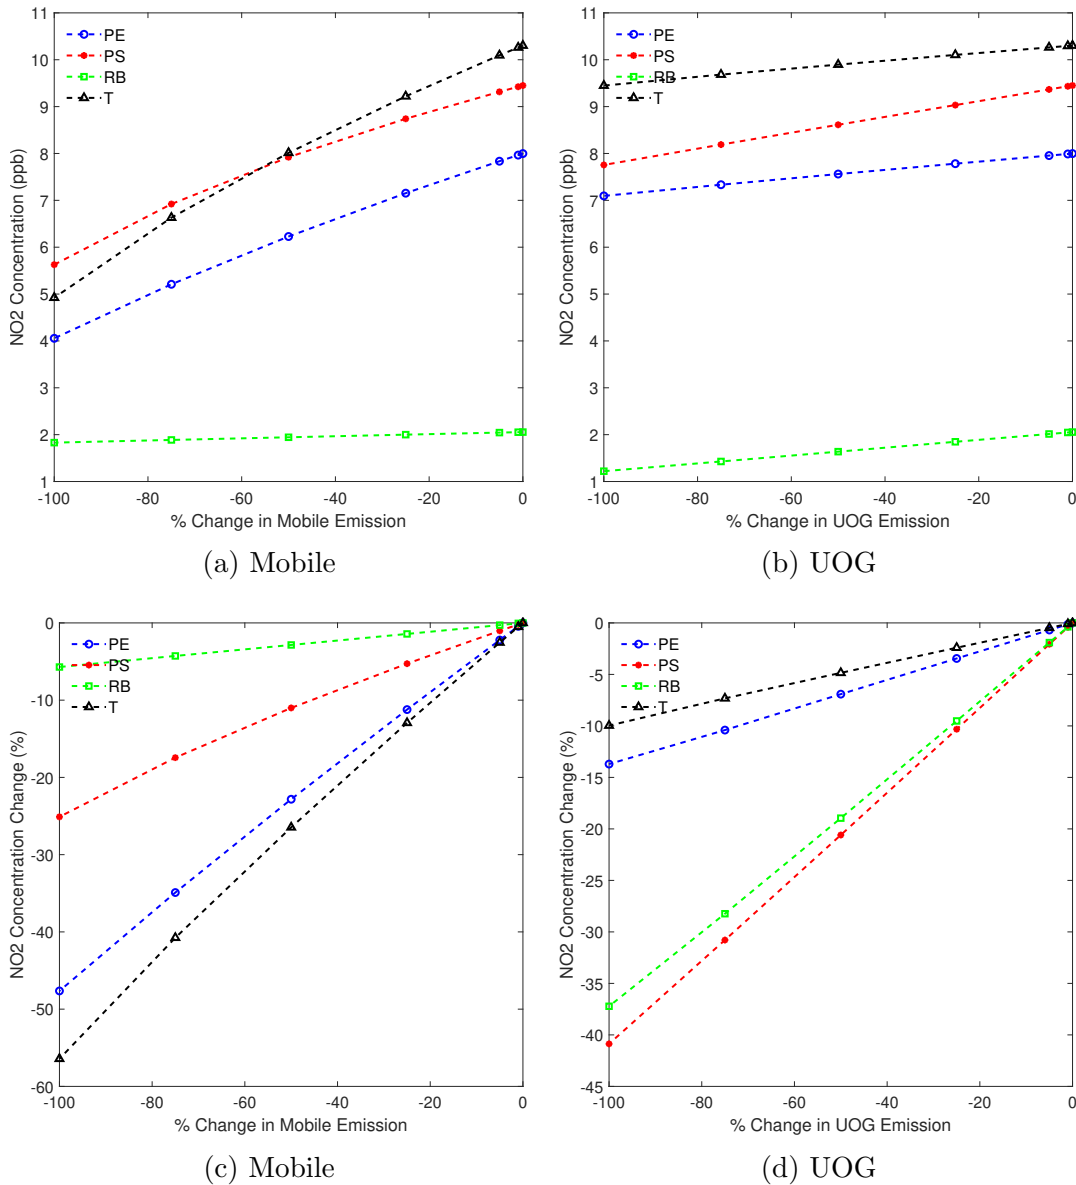 11
10
9
8
7
6
5
4
3
2
1
NO2 Concentration (ppb)
PE
PS
RB
T
-100
-80
-60
-40
-20
0
% Change in Mobile Emission
(a) Mobile
11
10
9
8
7
6
5
4
3
2
1
NO2 Concentration (ppb)
PE
PS
RB
T
-100
-80
-60
-40
-20
0
% Change in UOG Emission
(b) UOG
0
-10
-20
-30
-40
-50
-60
NO2 Concentration Change (%)
PE
PS
RB
T
-100
-80
-60
-40
-20
0
% Change in Mobile Emission
(c) Mobile
0
-5
-10
-15
-20
-25
-30
-35
-40
-45
NO2 Concentration Change (%)
PE
PS
RB
T
-100
-80
-60
-40
-20
0
% Change in UOG Emission
(d) UOG